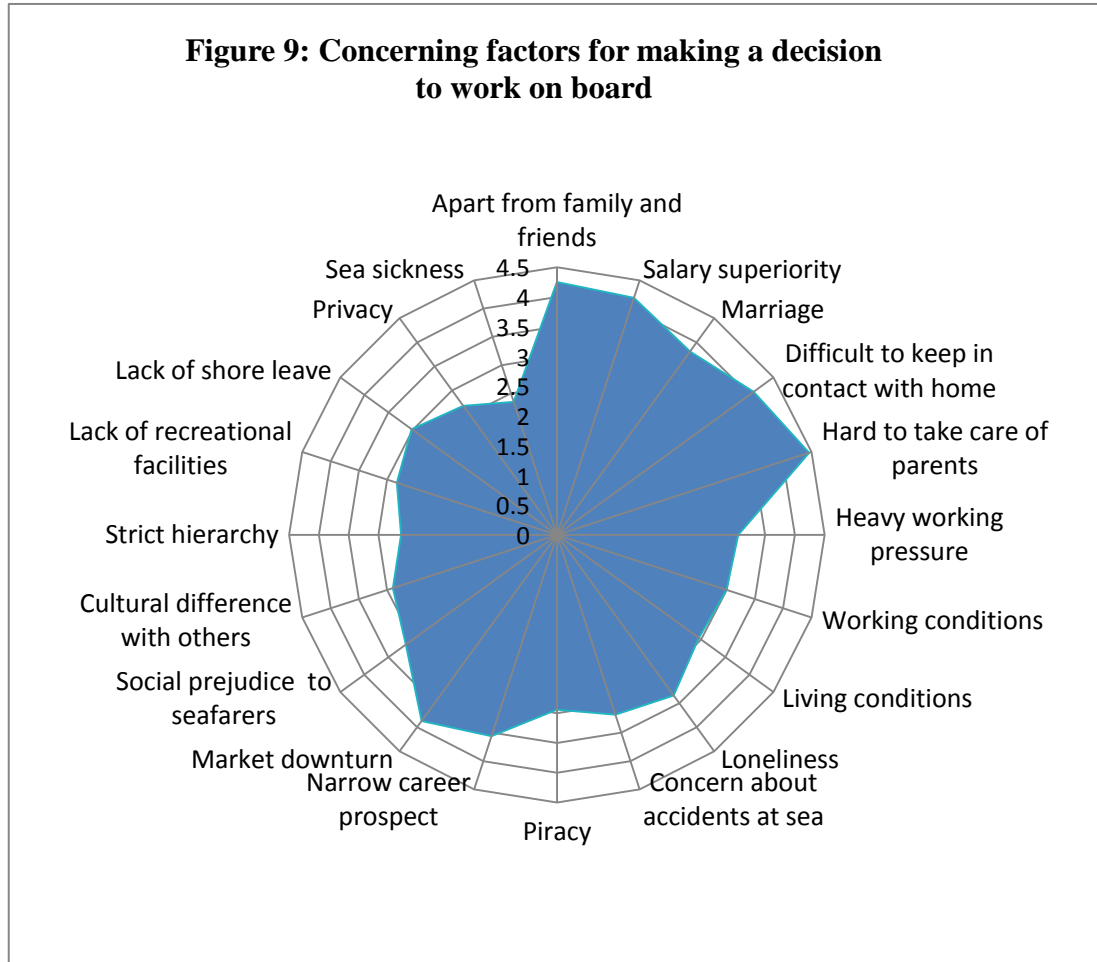 Figure 9: Concerning factors for making a decision
to work on board
Apart from family and
friends
Salary superiority
Marriage
Difficult to keep in
contact with home
Hard to take care of
parents
Heavy working
pressure
Working conditions
Living conditions
Loneliness
Concern about
accidents at sea
Piracy
Narrow career
prospect
Market downturn
Social prejudice to
seafarers
Cultural difference
with others
Strict hierarchy
Lack of recreational
facilities
Lack of shore leave
Privacy
Sea sickness
4.5
4
3.5
3
2.5
2
1.5
1
0.5
0